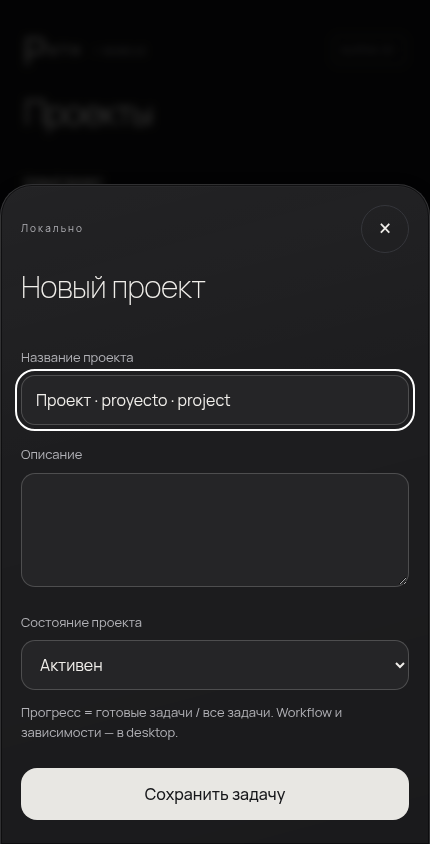 Проекты
Локально
×
Новый проект
Название проекта
Проект · proyecto · project
Описание
Состояние проекта
Активен
Прогресс = готовые задачи / все задачи. Workflow и
зависимости — в desktop.
Сохранить задачу